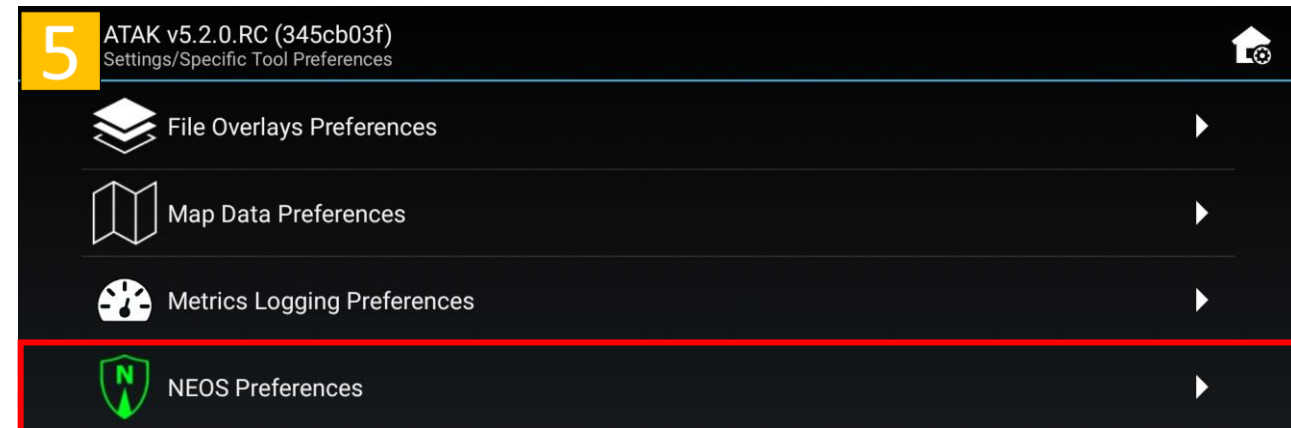 5
ATAK v5.2.0.RC (345cb03f)
Settings/Specific Tool Preferences
File Overlays Preferences
Map Data Preferences
Metrics Logging Preferences
N
NEOS Preferences